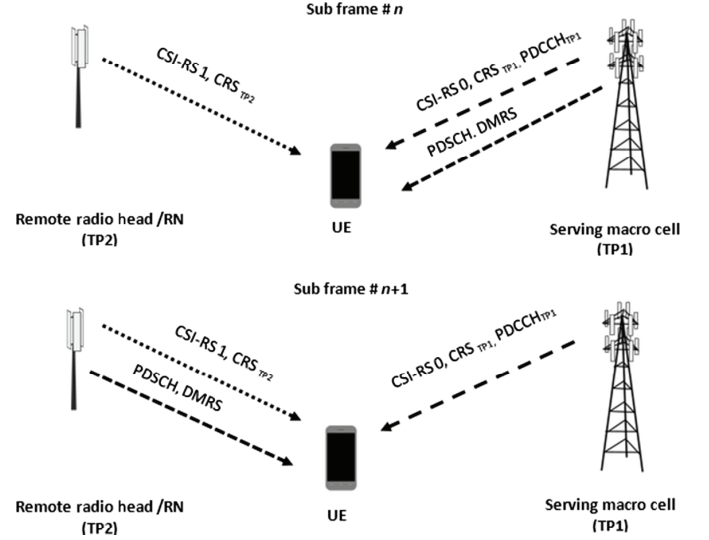 Sub frame # n
CSI-RS 1, CRS TP2
CSI-RS 0, CRS TP1, PDCCHTP1
PDSCH. DMRS
Remote radio head /RN
(TP2)
UE
Serving macro cell
(TP1)
Sub frame # n+1
CSI-RS 1, CRS TP2
PDSCH, DMRS
CSI-RS 0, CRS TP1, PDCCHTP1
Remote radio head /RN
(TP2)
UE
Serving macro cell
(TP1)